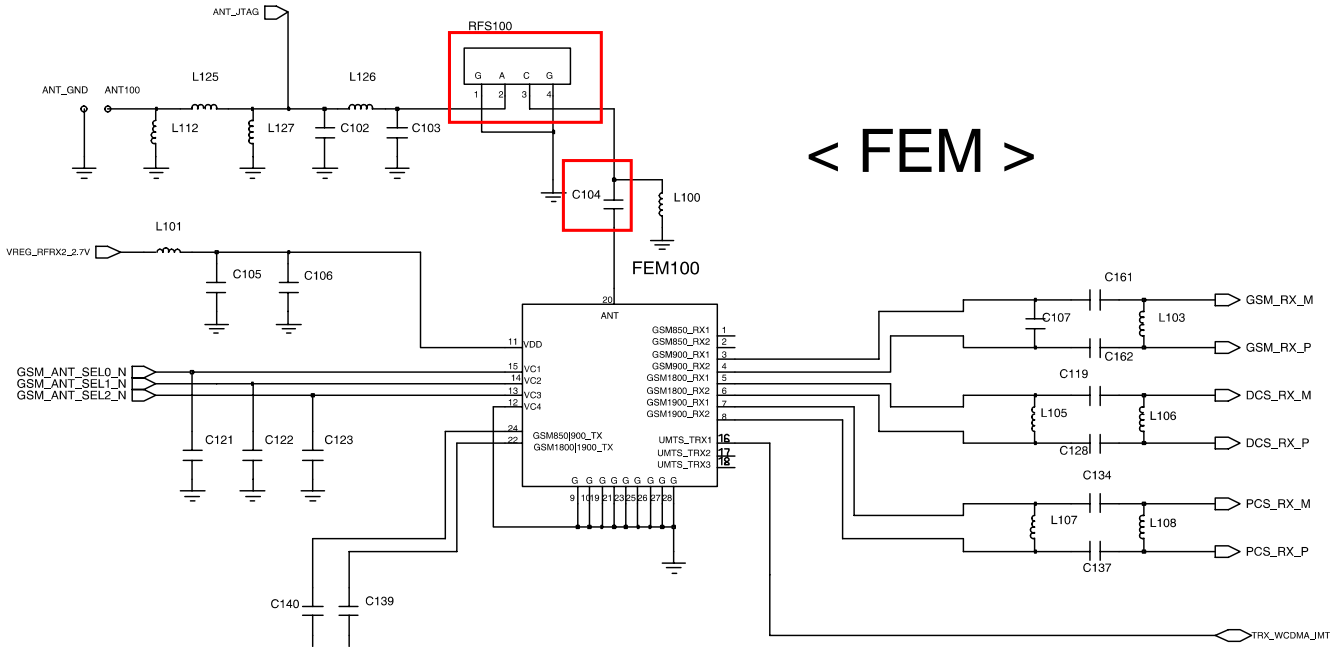 ANT_JTAG
RFS100
G A C G
1 2 3 4
L125
L126
ANT_GND
ANT100
L112
L127
C102
C103
< FEM >
C104
L100
L101
VREG_RFRX2_2.7V
C105
C106
FEM100
20
ANT
C161
GSM_RX_M
C107
L103
C162
GSM_RX_P
GSM850_RX1 1
GSM850_RX2 2
GSM900_RX1 3
GSM900_RX2 4
GSM1800_RX1 5
GSM1800_RX2 6
GSM1900_RX1 7
GSM1900_RX2 8
UMTS_TRX1 16
UMTS_TRX2 17
UMTS_TRX3 18
11 VDD
15 VC1
14 VC2
13 VC3
12 VC4
24 GSM850|900_TX
22 GSM1800|1900_TX
GSM_ANT_SEL0_N
GSM_ANT_SEL1_N
GSM_ANT_SEL2_N
C119
DCS_RX_M
L105
L106
C128
DCS_RX_P
C121
C122
C123
G G G G G G G G G
9 10 19 21 23 25 26 27 28
C134
PCS_RX_M
L107
L108
C137
PCS_RX_P
C140
C139
TRX_WCDMA_IMT